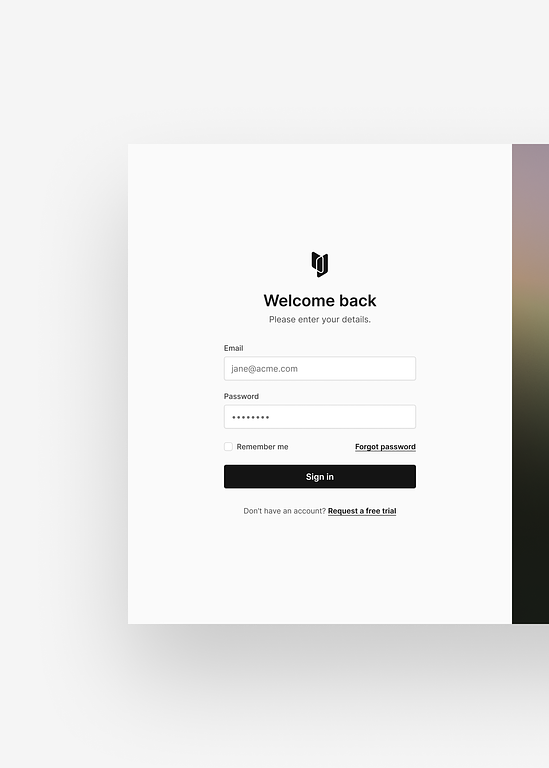 Welcome back
Please enter your details.
Email
jane@acme.com
Password
••••••••
Remember me Forgot password
Sign in
Don't have an account? Request a free trial